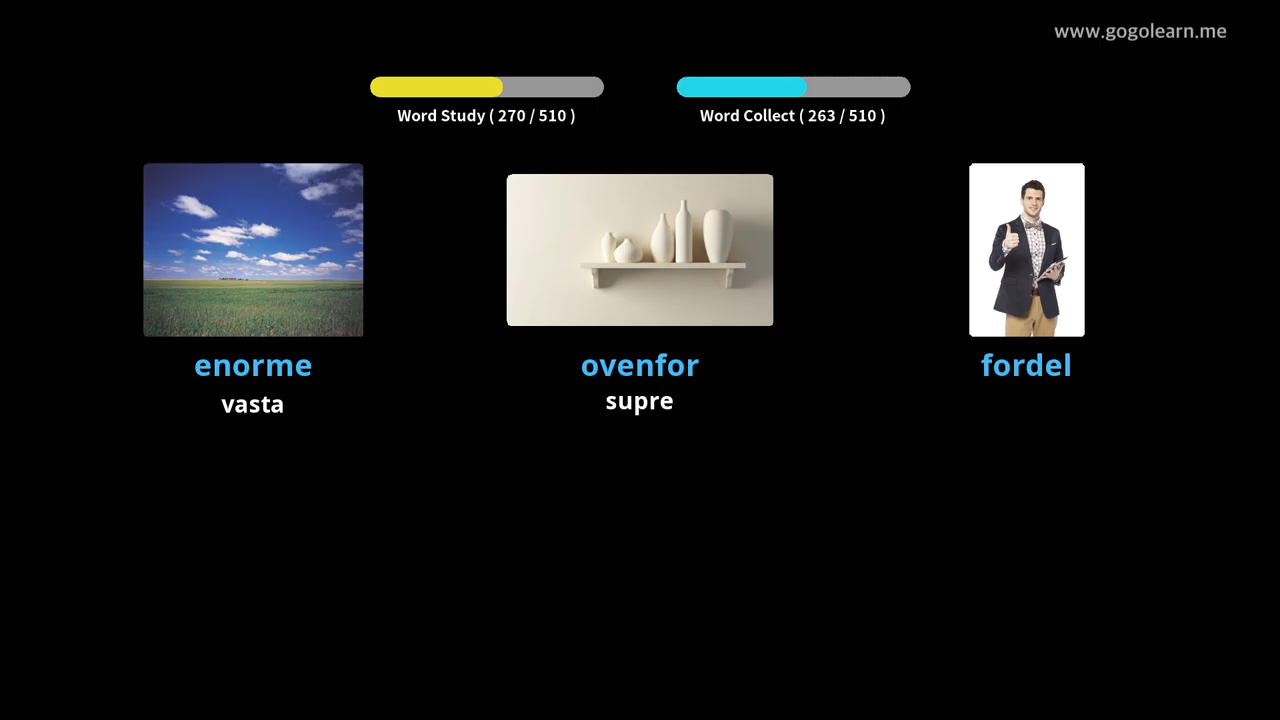 www.gogolearn.me
Word Study ( 270 / 510 )
Word Collect ( 263 / 510 )
enorme
vasta
ovenfor
supre
fordel